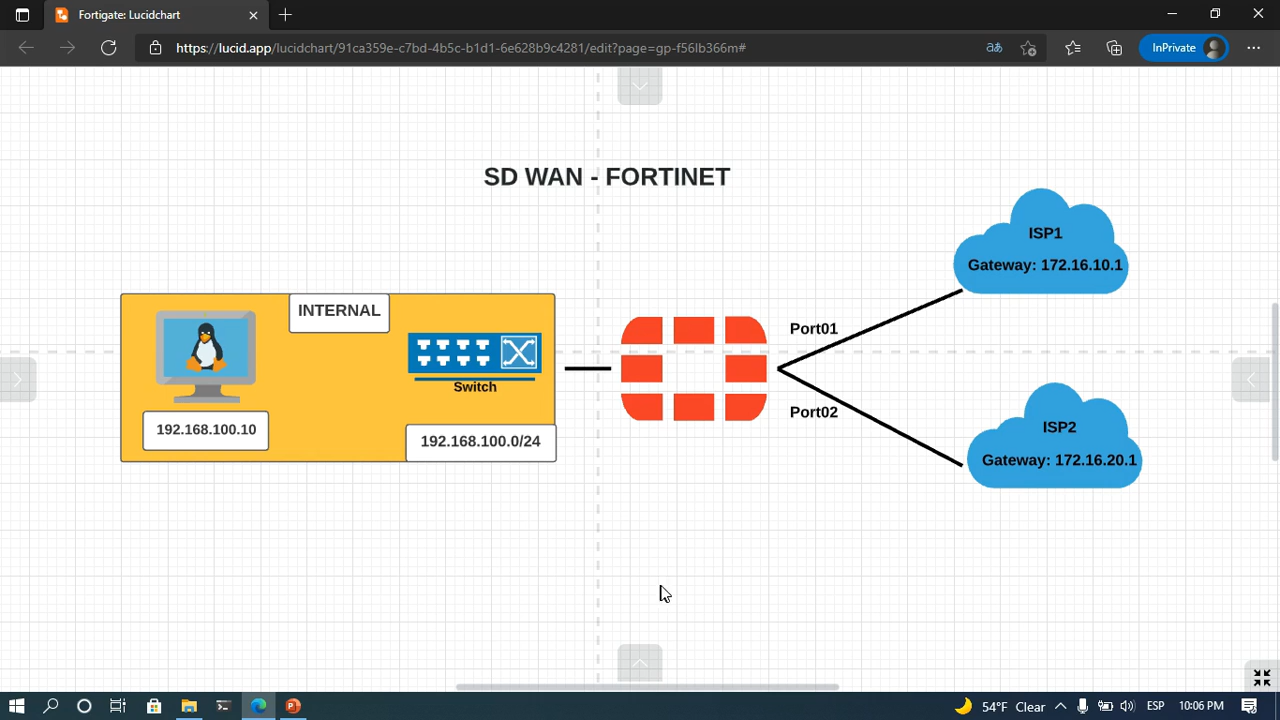 Fortigate: Lucidchart
https://lucid.app/lucidchart/91ca359e-c7bd-4b5c-b1d1-6e628b9c4281/edit?page=gp-f56lb366m#
aあ
InPrivate
SD WAN - FORTINET
ISP1
Gateway: 172.16.10.1
INTERNAL
Port01
Switch
Port02
192.168.100.10
192.168.100.0/24
ISP2
Gateway: 172.16.20.1
54°F Clear
ESP
10:06 PM